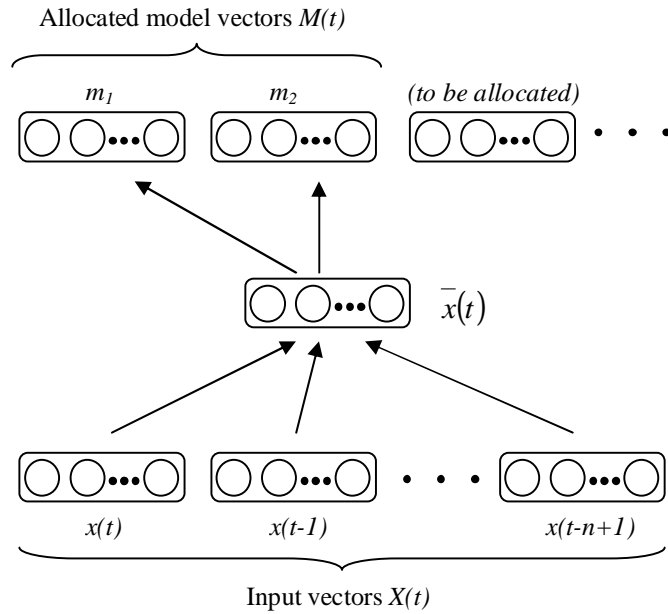 Allocated model vectors M(t)
m₁ m₂ (to be allocated)
x̄(t)
x(t) x(t-1) x(t-n+1)
Input vectors X(t)